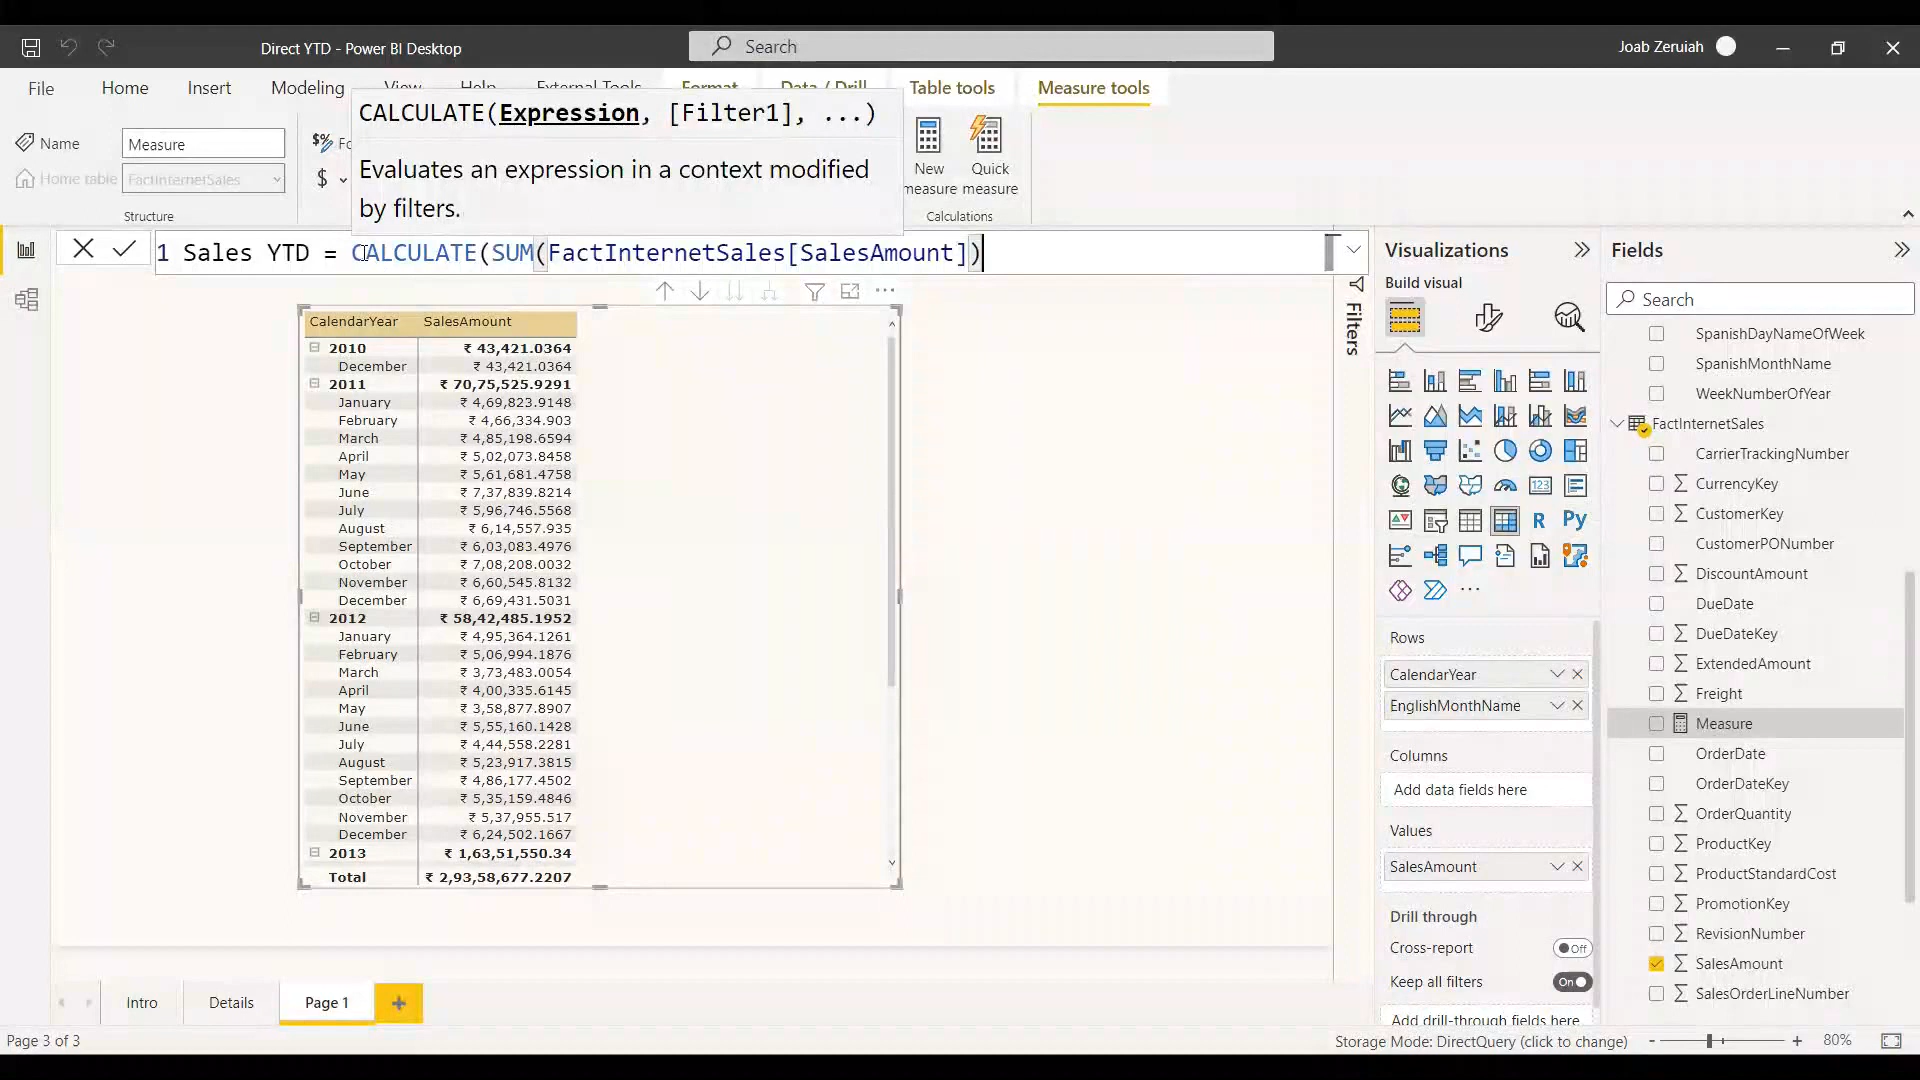 Direct YTD - Power BI Desktop
Search
Joab Zeruiah
File
Home
Insert
Modeling
View
Help
External Tools
Format
Data / Drill
Table tools
Measure tools
CALCULATE(Expression, [Filter1], ...)
Evaluates an expression in a context modified
by filters.
Name
Measure
Home table
FactInternetSales
Structure
$% Fo
$
New
measure
Quick
measure
Calculations
1 Sales YTD = CALCULATE(SUM(FactInternetSales[SalesAmount])
CalendarYear SalesAmount
2010 ₹ 43,421.0364
December ₹ 43,421.0364
2011 ₹ 70,75,525.9291
January ₹ 4,69,823.9148
February ₹ 4,66,334.903
March ₹ 4,85,198.6594
April ₹ 5,02,073.8458
May ₹ 5,61,681.4758
June ₹ 7,37,839.8214
July ₹ 5,96,746.5568
August ₹ 6,14,557.935
September ₹ 6,03,083.4976
October ₹ 7,08,208.0032
November ₹ 6,60,545.8132
December ₹ 6,69,431.5031
2012 ₹ 58,42,485.1952
January ₹ 4,95,364.1261
February ₹ 5,06,994.1876
March ₹ 3,73,483.0054
April ₹ 4,00,335.6145
May ₹ 3,58,877.8907
June ₹ 5,55,160.1428
July ₹ 4,44,558.2281
August ₹ 5,23,917.3815
September ₹ 4,86,177.4502
October ₹ 5,35,159.4846
November ₹ 5,37,955.517
December ₹ 6,24,502.1667
2013 ₹ 1,63,51,550.34
Total ₹ 2,93,58,677.2207
Filters
Visualizations
Build visual
123
R
Py
Rows
CalendarYear
EnglishMonthName
Columns
Add data fields here
Values
SalesAmount
Drill through
Cross-report
Off
Keep all filters
On
Add drill-through fields here
Fields
Search
SpanishDayNameOfWeek
SpanishMonthName
WeekNumberOfYear
FactInternetSales
CarrierTrackingNumber
CurrencyKey
CustomerKey
CustomerPONumber
DiscountAmount
DueDate
DueDateKey
ExtendedAmount
Freight
Measure
OrderDate
OrderDateKey
OrderQuantity
ProductKey
ProductStandardCost
PromotionKey
RevisionNumber
SalesAmount
SalesOrderLineNumber
Intro
Details
Page 1
Page 3 of 3
Storage Mode: DirectQuery (click to change)
80%